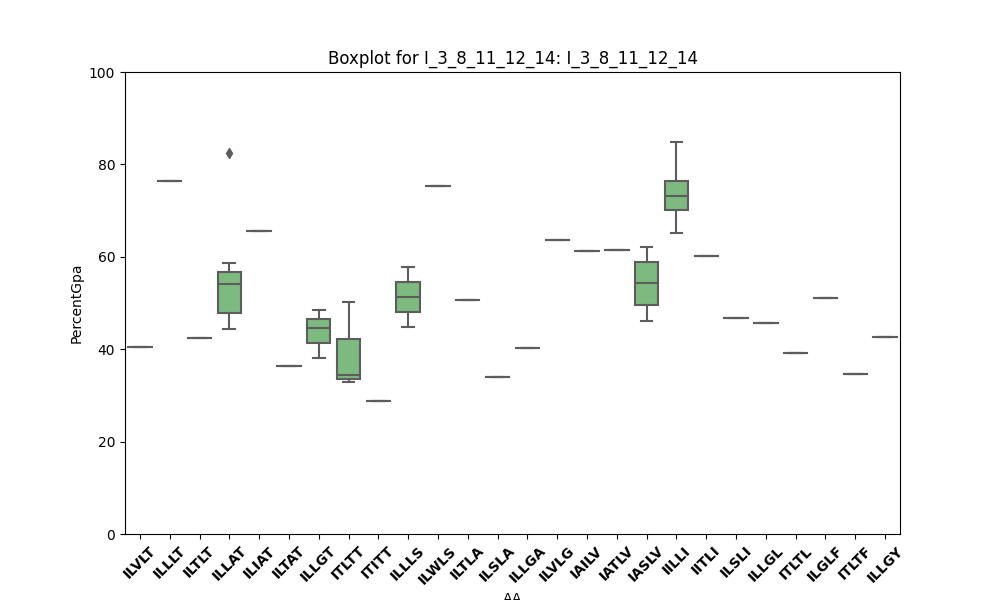 Boxplot for I_3_8_11_12_14: I_3_8_11_12_14
100
80
60
40
20
0
PercentGpa
ILVLT ILLLT ILTLT ILLAT ILIAT ILTAT ILLGT ITLTT ITITT ILLLS ILWLS ILTLA ILSLA ILLGA ILVLG IAILV IATLV IASLV IILLI IITLI ILSLI ILLGL ITLTL ILGLF ITLTF ILLGY
AA